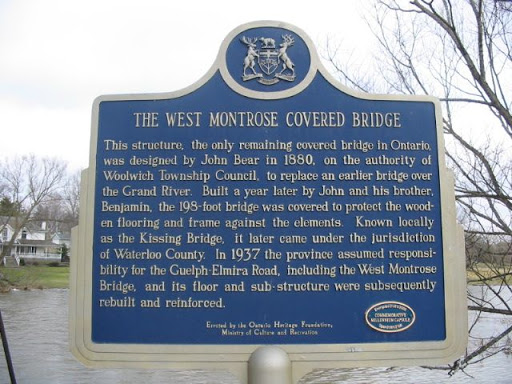 THE WEST MONTROSE COVERED BRIDGE
This structure, the only remaining covered bridge in Ontario,
was designed by John Bear in 1880, on the authority of
Woolwich Township Council, to replace an earlier bridge over
the Grand River. Built a year later by John and his brother,
Benjamin, the 198-foot bridge was covered to protect the wood-
en flooring and frame against the elements. Known locally
as the Kissing Bridge, it later came under the jurisdiction
of Waterloo County. In 1937 the province assumed responsi-
bility for the Guelph-Elmira Road, including the West Montrose
Bridge, and its floor and sub-structure were subsequently
rebuilt and reinforced.
Erected by the Ontario Heritage Foundation,
Ministry of Culture and Recreation
COMMEMORATIVE
MILLENNIUM CAPSULE